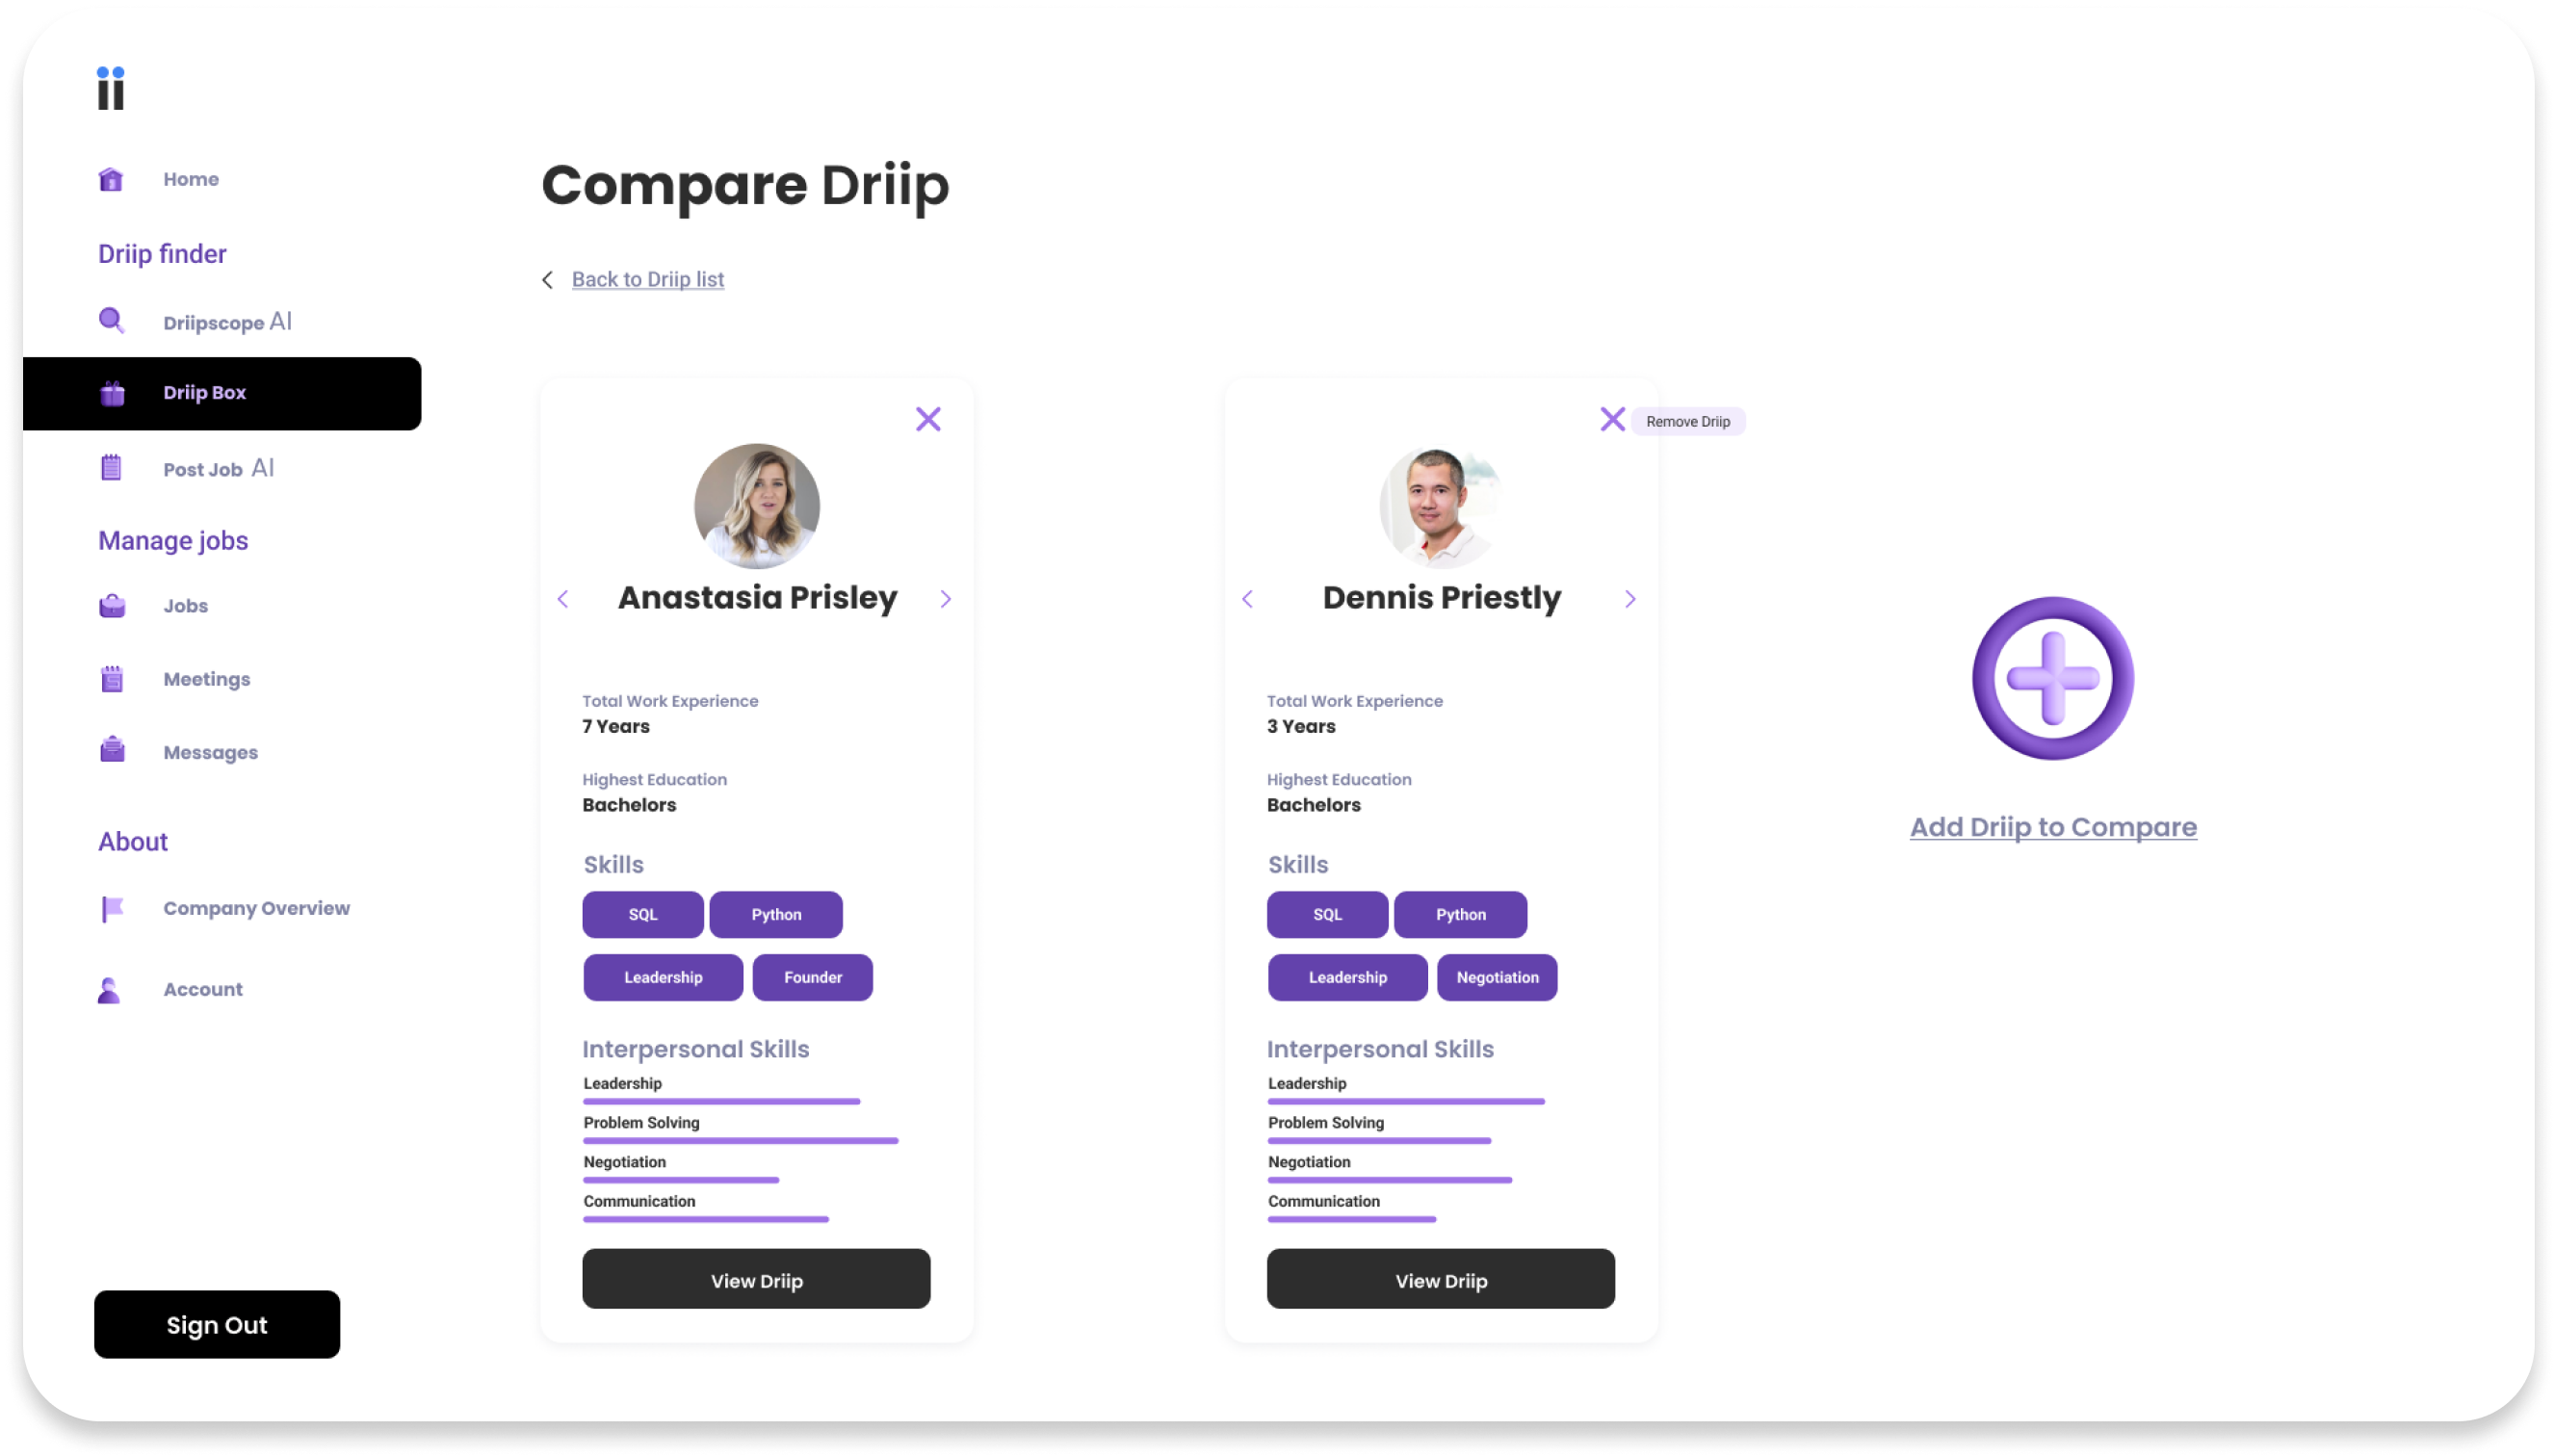 Home
Driip finder
Driipscope AI
Driip Box
Post Job AI
Manage jobs
Jobs
Meetings
Messages
About
Company Overview
Account
Sign Out
Compare Driip
Back to Driip list
Anastasia Prisley
Total Work Experience
7 Years
Highest Education
Bachelors
Skills
SQL Python
Leadership Founder
Interpersonal Skills
Leadership
Problem Solving
Negotiation
Communication
View Driip
Remove Driip
Dennis Priestly
Total Work Experience
3 Years
Highest Education
Bachelors
Skills
SQL Python
Leadership Negotiation
Interpersonal Skills
Leadership
Problem Solving
Negotiation
Communication
View Driip
Add Driip to Compare